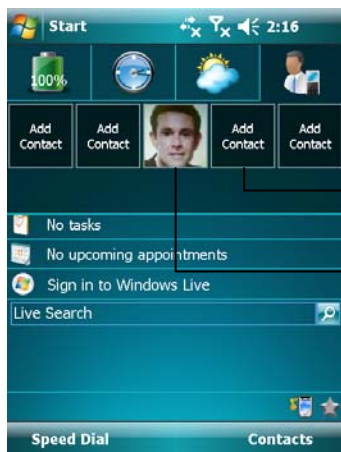 Start 2:16
100%
Add Contact Add Contact Add Contact Add Contact
No tasks
No upcoming appointments
Sign in to Windows Live
Live Search
Speed Dial Contacts